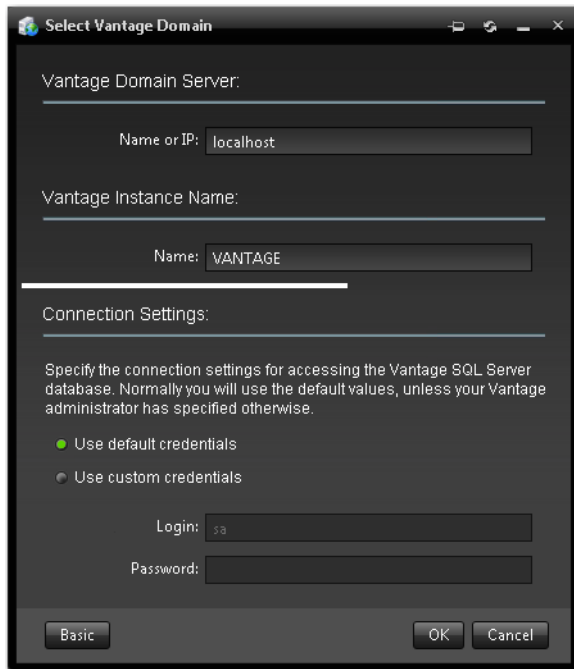 Select Vantage Domain
Vantage Domain Server:
Name or IP: localhost
Vantage Instance Name:
Name: VANTAGE
Connection Settings:
Specify the connection settings for accessing the Vantage SQL Server
database. Normally you will use the default values, unless your Vantage
administrator has specified otherwise.
Use default credentials
Use custom credentials
Login: sa
Password:
Basic OK Cancel